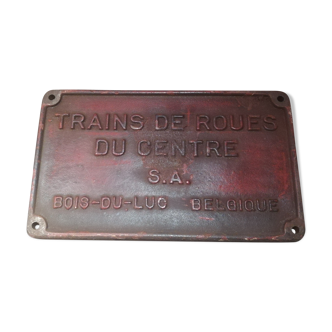 TRAINS DE ROUES
DU CENTRE
S.A.
BOIS-DU-LUC BELGIQUE